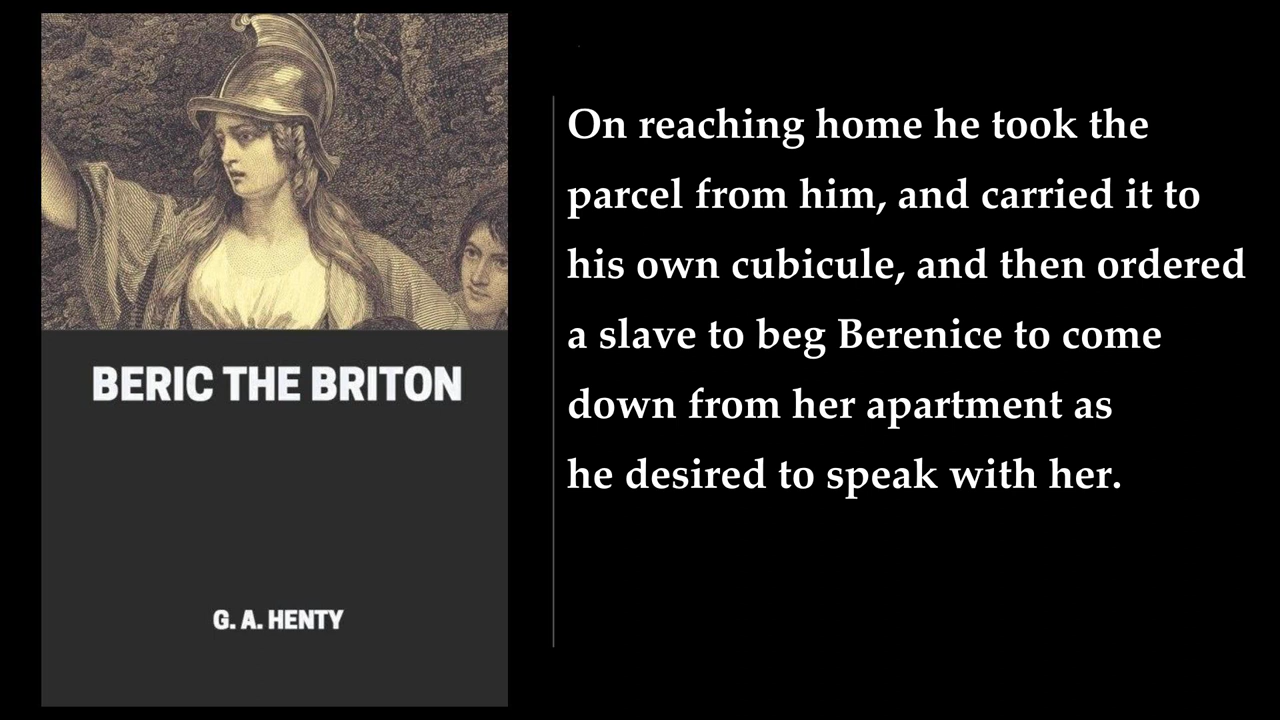 BERIC THE BRITON
G. A. HENTY
On reaching home he took the
parcel from him, and carried it to
his own cubicule, and then ordered
a slave to beg Berenice to come
down from her apartment as
he desired to speak with her.